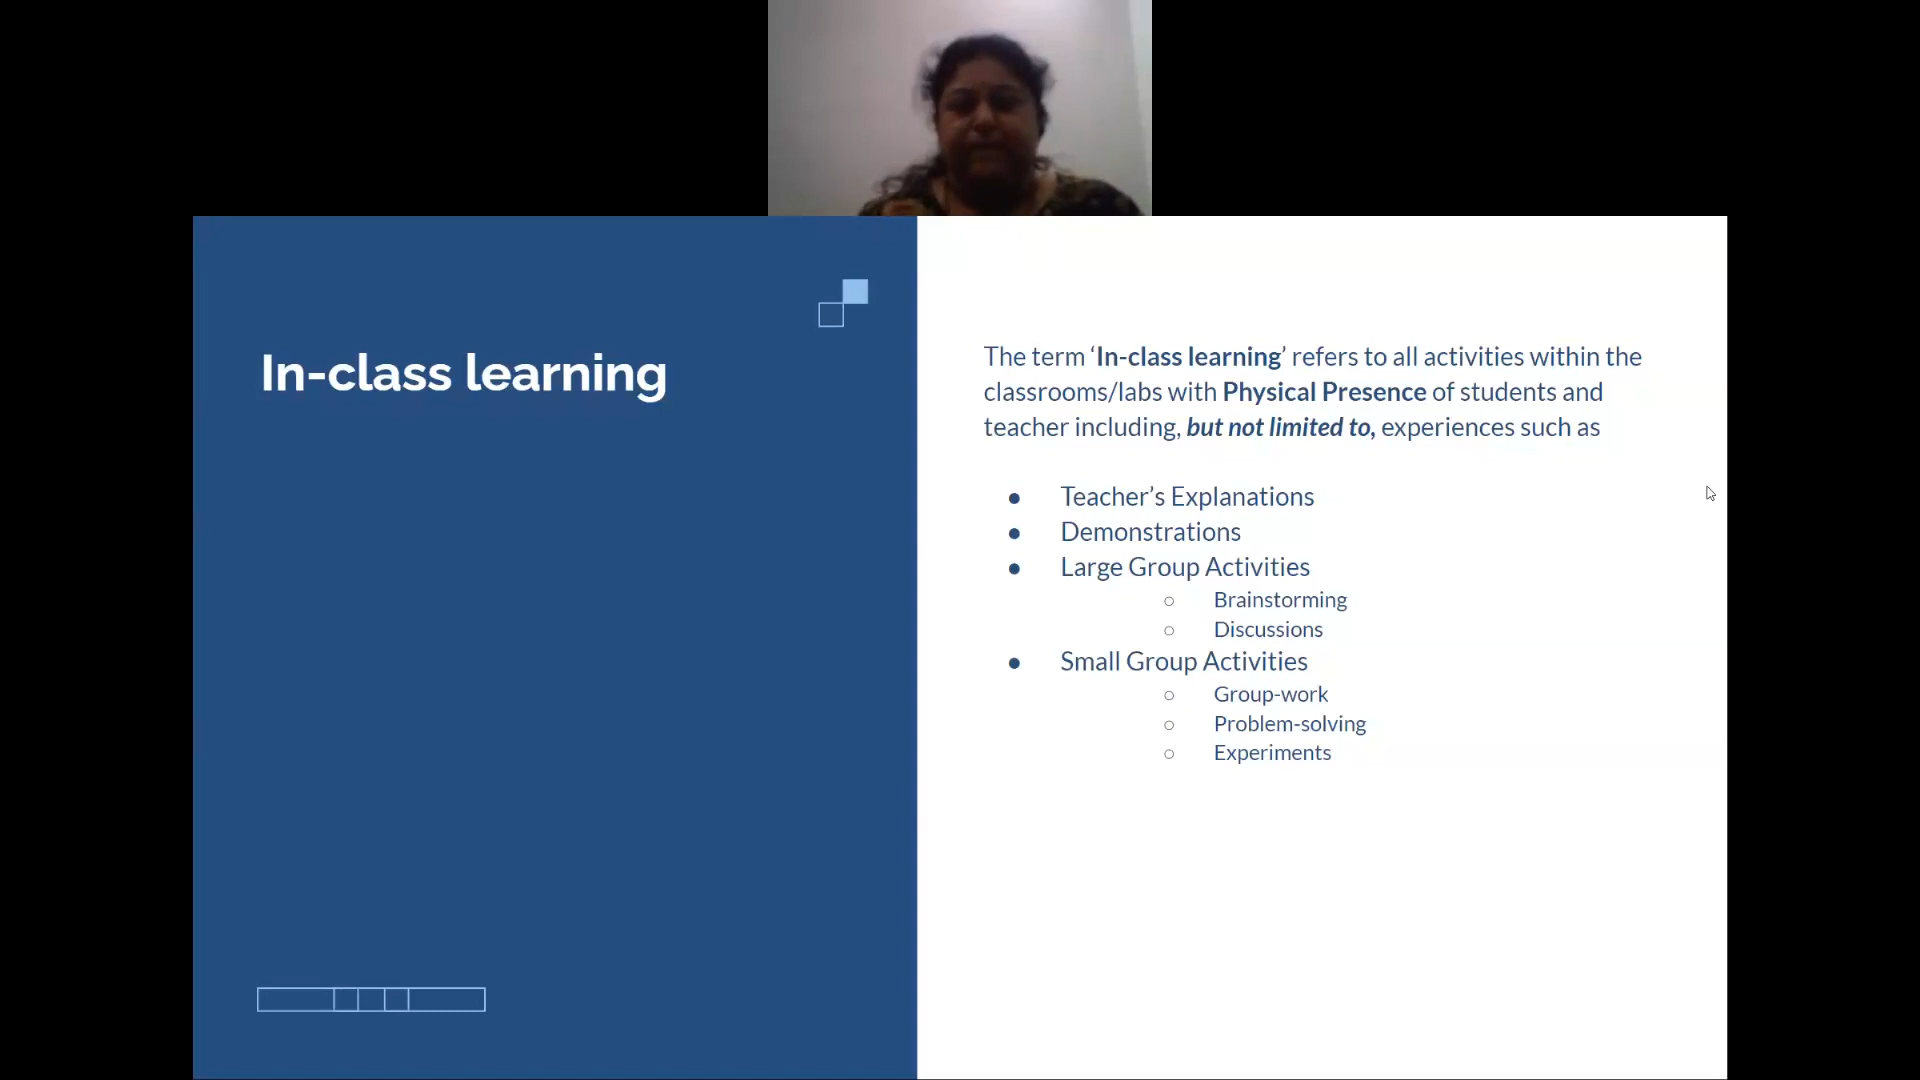 In-class learning
The term ‘In-class learning’ refers to all activities within the
classrooms/labs with Physical Presence of students and
teacher including, but not limited to, experiences such as
● Teacher’s Explanations
● Demonstrations
● Large Group Activities
○ Brainstorming
○ Discussions
● Small Group Activities
○ Group-work
○ Problem-solving
○ Experiments